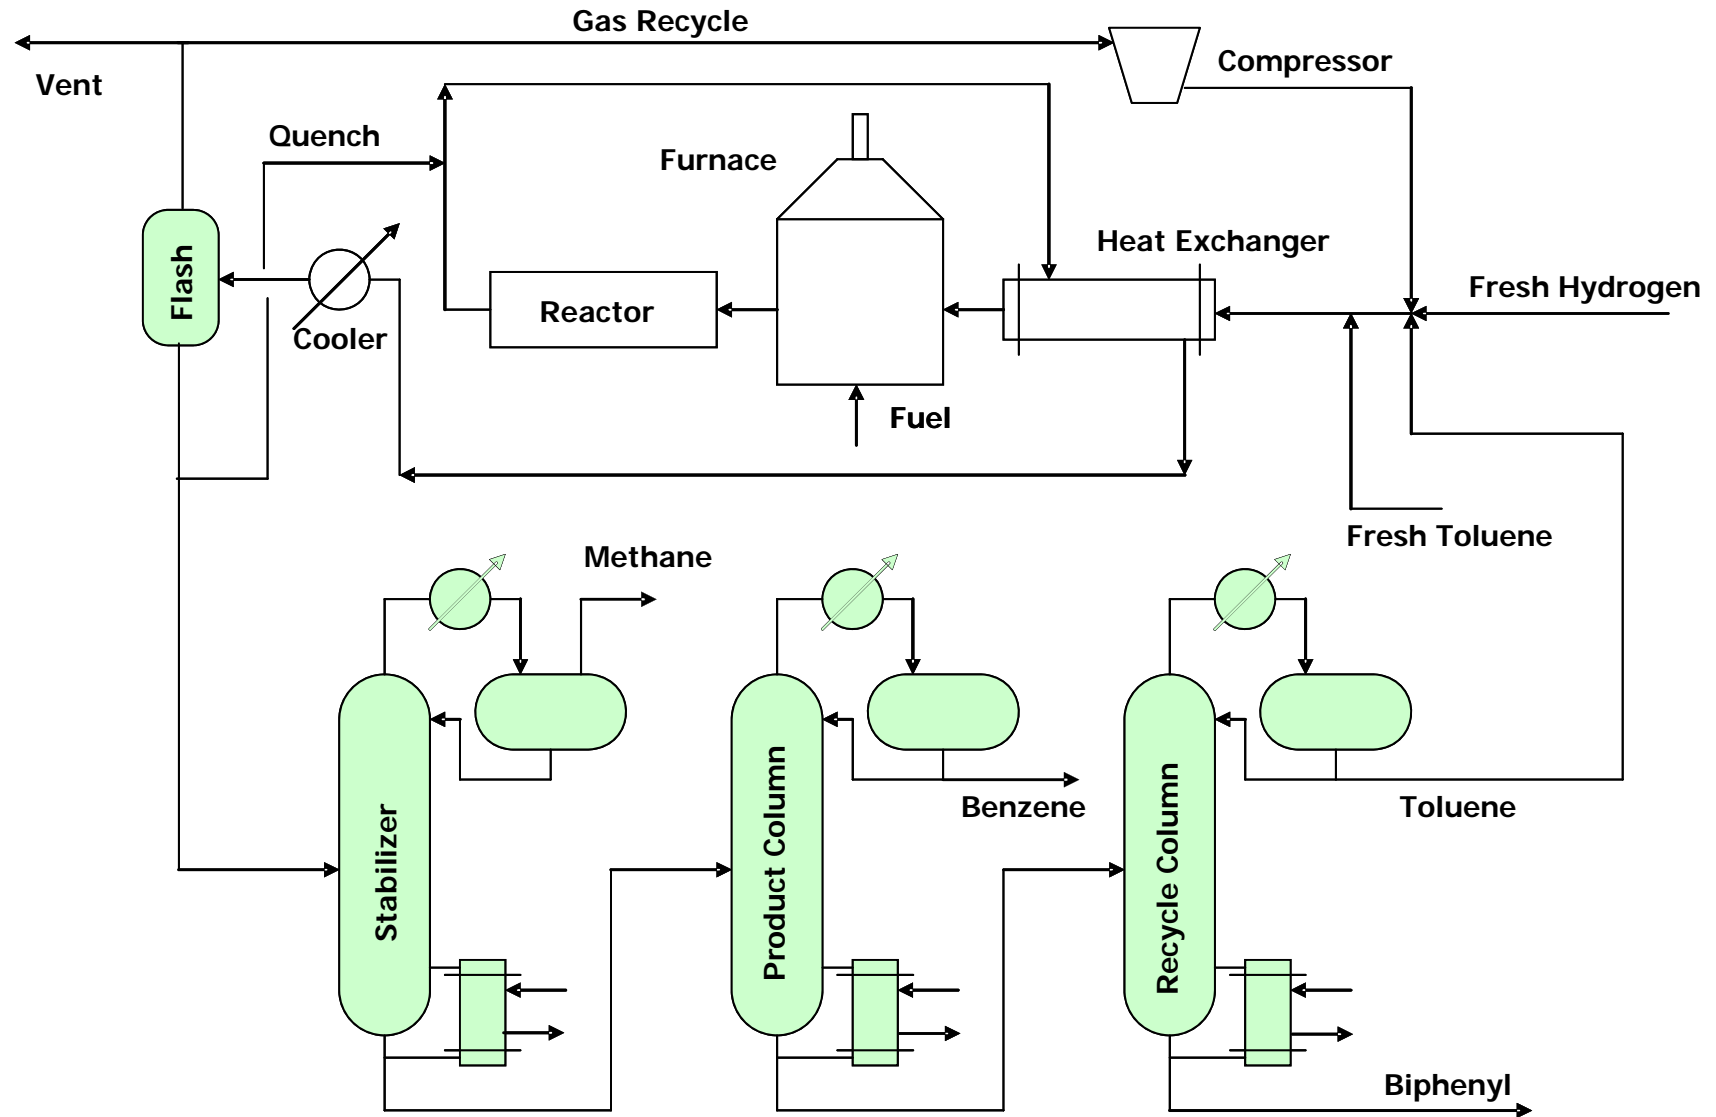 Gas Recycle
Compressor
Vent
Quench
Furnace
Heat Exchanger
Flash
Fresh Hydrogen
Reactor
Cooler
Fuel
Fresh Toluene
Methane
Benzene
Toluene
Stabilizer
Product Column
Recycle Column
Biphenyl